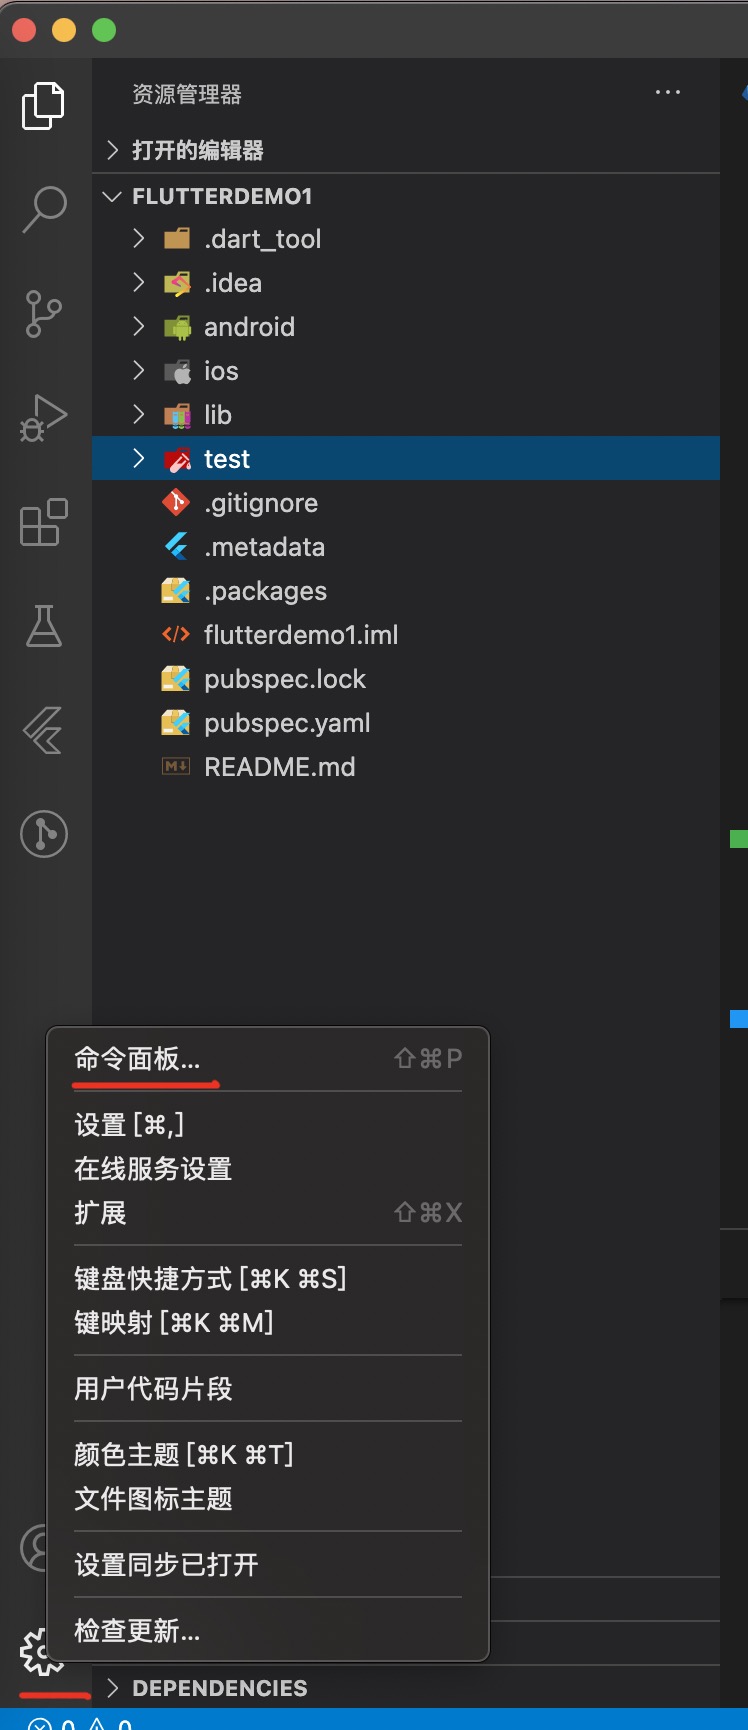 资源管理器
打开的编辑器
FLUTTERDEMO1
.dart_tool
.idea
android
ios
lib
test
.gitignore
.metadata
.packages
flutterdemo1.iml
pubspec.lock
pubspec.yaml
README.md
命令面板... ⇧⌘P
设置 [⌘,]
在线服务设置
扩展 ⇧⌘X
键盘快捷方式 [⌘K ⌘S]
键映射 [⌘K ⌘M]
用户代码片段
颜色主题 [⌘K ⌘T]
文件图标主题
设置同步已打开
检查更新...
DEPENDENCIES
0 0